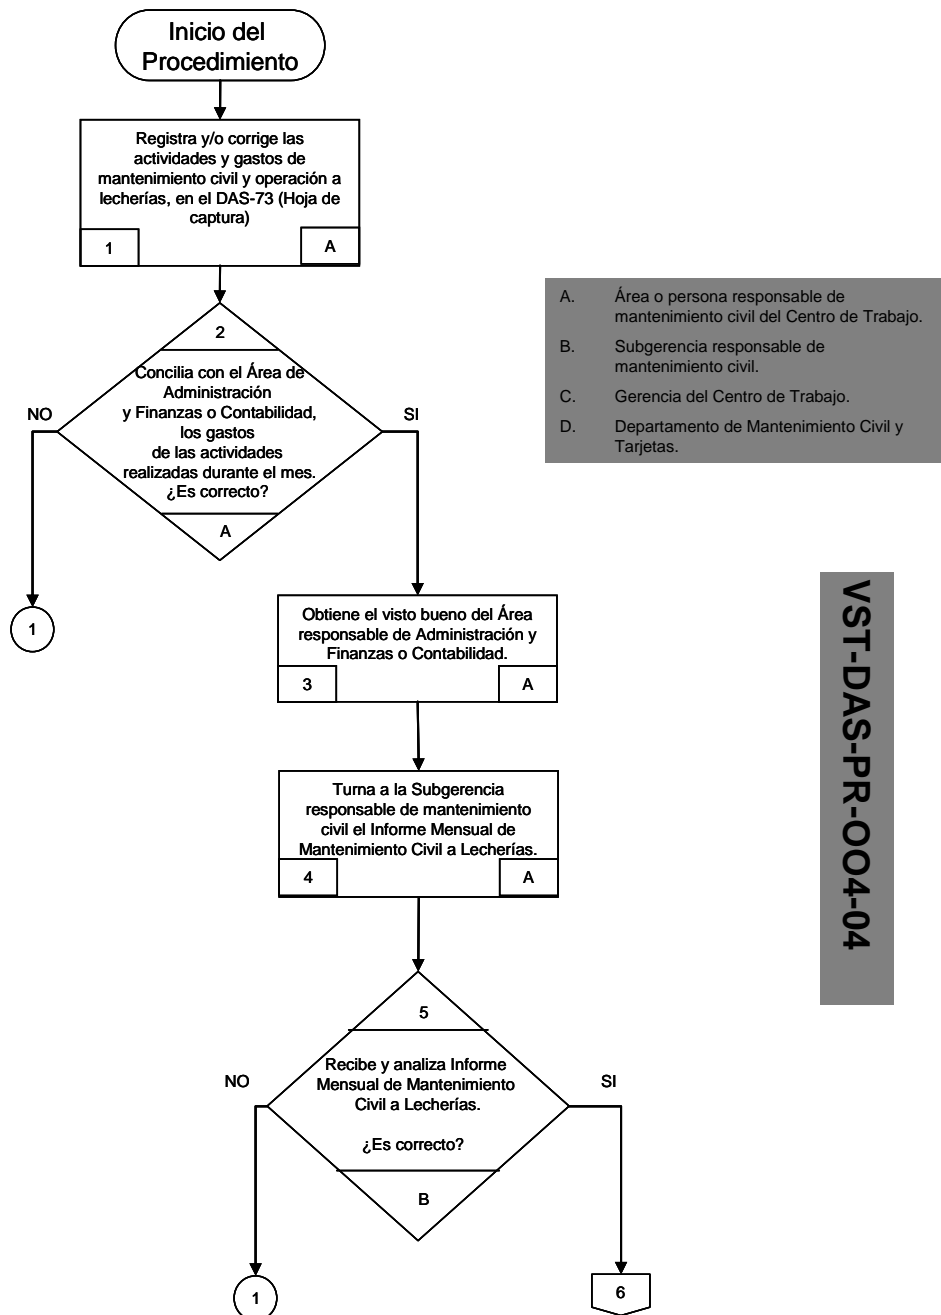 Inicio del
Procedimiento
Registra y/o corrige las
actividades y gastos de
mantenimiento civil y operación a
lecherías, en el DAS-73 (Hoja de
captura)
1
A
2
Concilia con el Área de
Administración
y Finanzas o Contabilidad,
los gastos
de las actividades
realizadas durante el mes.
¿Es correcto?
A
NO
SI
1
A. Área o persona responsable de
mantenimiento civil del Centro de Trabajo.
B. Subgerencia responsable de
mantenimiento civil.
C. Gerencia del Centro de Trabajo.
D. Departamento de Mantenimiento Civil y
Tarjetas.
Obtiene el visto bueno del Área
responsable de Administración y
Finanzas o Contabilidad.
3
A
VST-DAS-PR-OO4-04
Turna a la Subgerencia
responsable de mantenimiento
civil el Informe Mensual de
Mantenimiento Civil a Lecherías.
4
A
5
Recibe y analiza Informe
Mensual de Mantenimiento
Civil a Lecherías.
¿Es correcto?
B
NO
SI
1
6